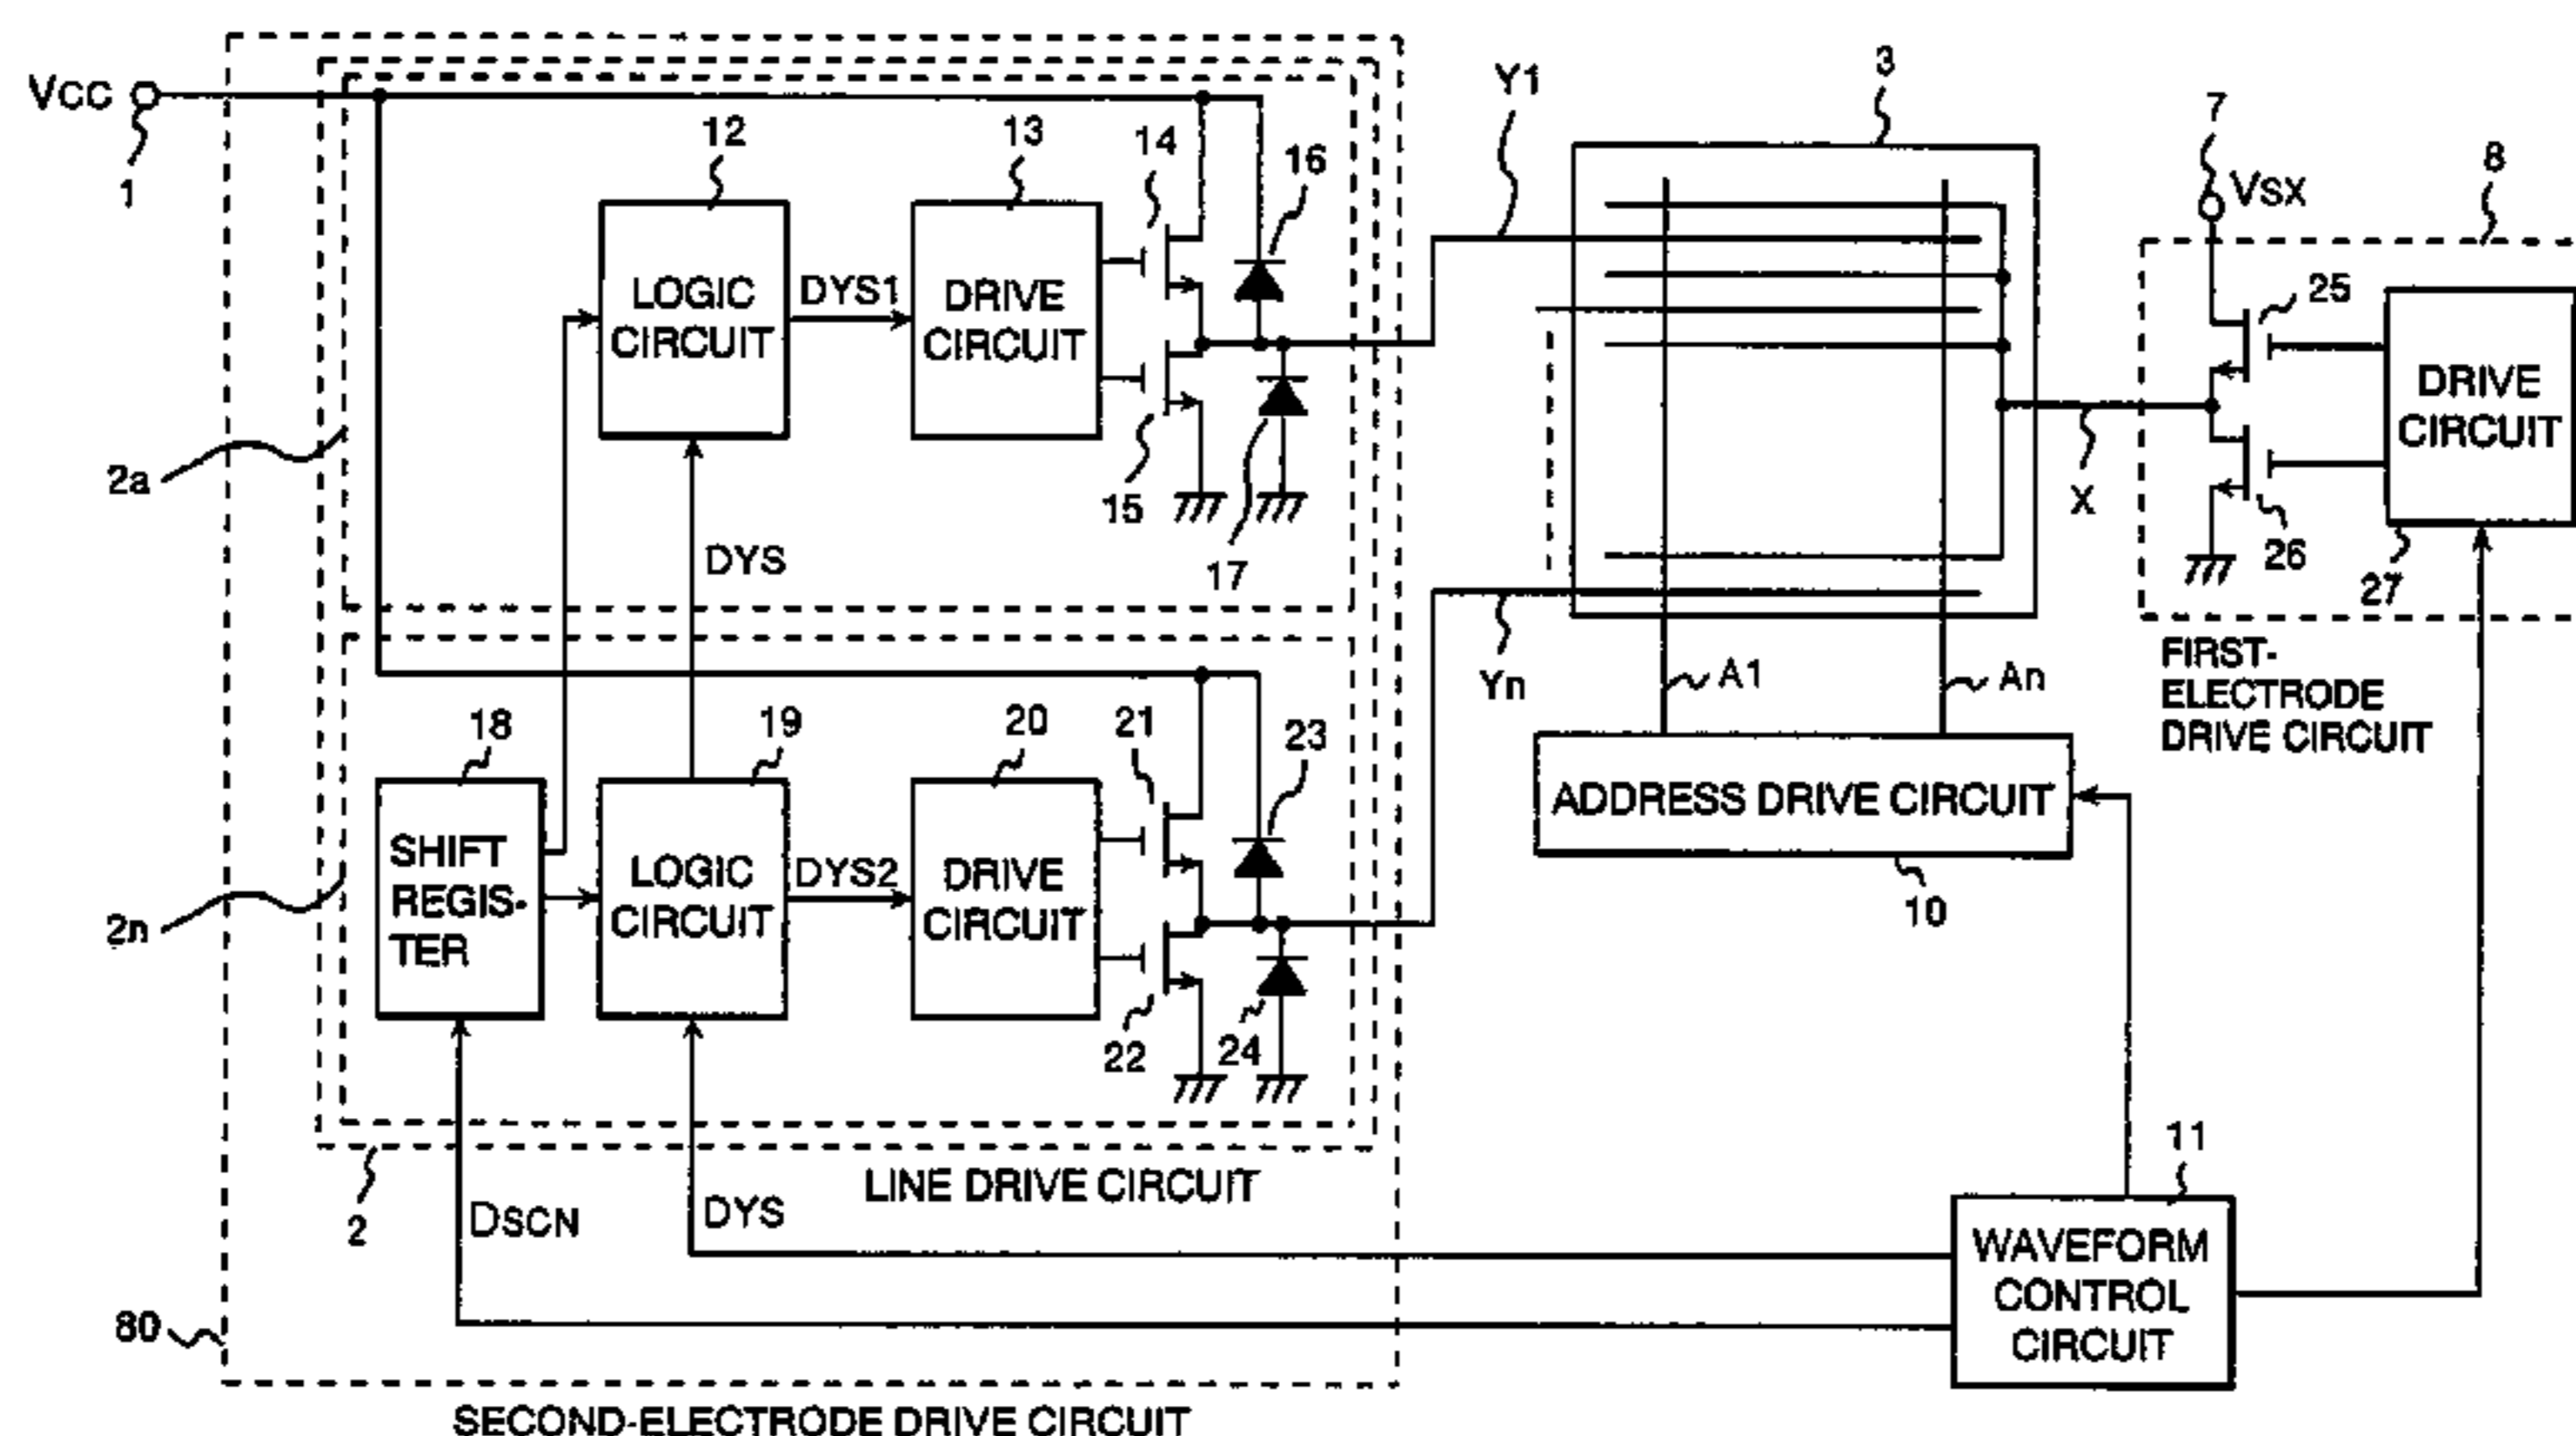 VCC
1
12
13
14
16
Y1
3
7
VSX
8
LOGIC
CIRCUIT
DYS1
DRIVE
CIRCUIT
25
DRIVE
CIRCUIT
2a
15
17
X
26
27
DYS
Yn
A1
An
FIRST-
ELECTRODE
DRIVE CIRCUIT
18
19
20
21
23
SHIFT
REGIS-
TER
LOGIC
CIRCUIT
DYS2
DRIVE
CIRCUIT
ADDRESS DRIVE CIRCUIT
10
2n
22
24
2
LINE DRIVE CIRCUIT
DSCN
DYS
11
WAVEFORM
CONTROL
CIRCUIT
80
SECOND-ELECTRODE DRIVE CIRCUIT